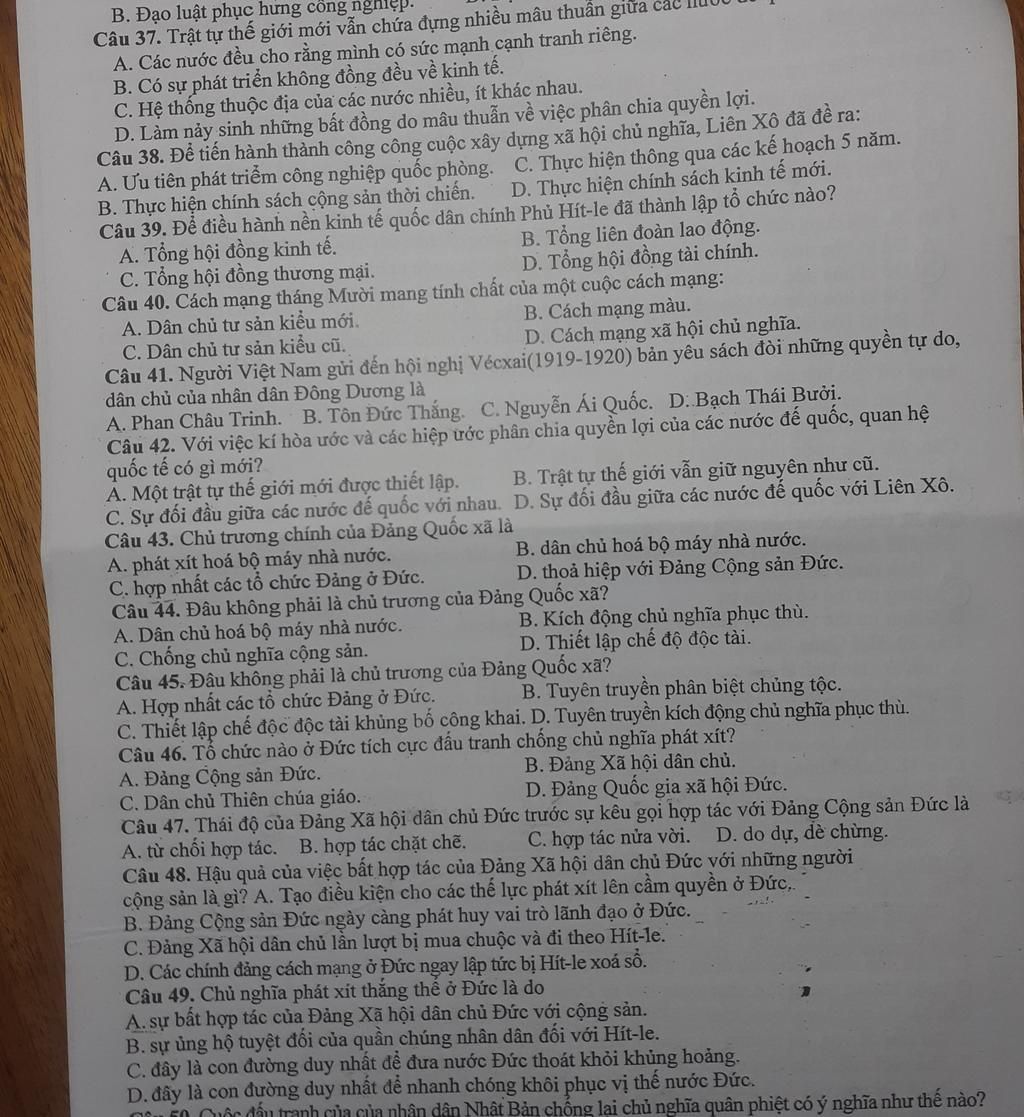 B. Đạo luật phục hưng công nghiệp.
Câu 37. Trật tự thế giới mới vẫn chứa đựng nhiều mâu thuẫn giữa các
A. Các nước đều cho rằng mình có sức mạnh cạnh tranh riêng.
B. Có sự phát triển không đồng đều về kinh tế.
C. Hệ thống thuộc địa của các nước nhiều, ít khác nhau.
D. Làm nảy sinh những bất đồng do mâu thuẫn về việc phân chia quyền lợi.
Câu 38. Để tiến hành thành công công cuộc xây dựng xã hội chủ nghĩa, Liên Xô đã đề ra:
A. Ưu tiên phát triểm công nghiệp quốc phòng. C. Thực hiện thông qua các kế hoạch 5 năm.
B. Thực hiện chính sách cộng sản thời chiến. D. Thực hiện chính sách kinh tế mới.
Câu 39. Để điều hành nền kinh tế quốc dân chính Phủ Hít-le đã thành lập tổ chức nào?
A. Tổng hội đồng kinh tế. B. Tổng liên đoàn lao động.
C. Tổng hội đồng thương mại. D. Tổng hội đồng tài chính.
Câu 40. Cách mạng tháng Mười mang tính chất của một cuộc cách mạng:
A. Dân chủ tư sản kiểu mới. B. Cách mạng màu.
C. Dân chủ tư sản kiểu cũ. D. Cách mạng xã hội chủ nghĩa.
Câu 41. Người Việt Nam gửi đến hội nghị Vécxai(1919-1920) bản yêu sách đòi những quyền tự do,
dân chủ của nhân dân Đông Dương là
A. Phan Châu Trinh. B. Tôn Đức Thắng. C. Nguyễn Ái Quốc. D. Bạch Thái Bưởi.
Câu 42. Với việc kí hòa ước và các hiệp ước phân chia quyền lợi của các nước đế quốc, quan hệ
quốc tế có gì mới?
A. Một trật tự thế giới mới được thiết lập. B. Trật tự thế giới vẫn giữ nguyên như cũ.
C. Sự đối đầu giữa các nước đế quốc với nhau. D. Sự đối đầu giữa các nước đế quốc với Liên Xô.
Câu 43. Chủ trương chính của Đảng Quốc xã là
A. phát xít hoá bộ máy nhà nước. B. dân chủ hoá bộ máy nhà nước.
C. hợp nhất các tổ chức Đảng ở Đức. D. thoả hiệp với Đảng Cộng sản Đức.
Câu 44. Đâu không phải là chủ trương của Đảng Quốc xã?
A. Dân chủ hoá bộ máy nhà nước. B. Kích động chủ nghĩa phục thù.
C. Chống chủ nghĩa cộng sản. D. Thiết lập chế độ độc tài.
Câu 45. Đâu không phải là chủ trương của Đảng Quốc xã?
A. Hợp nhất các tổ chức Đảng ở Đức. B. Tuyên truyền phân biệt chủng tộc.
C. Thiết lập chế độc độc tài khủng bố công khai. D. Tuyên truyền kích động chủ nghĩa phục thù.
Câu 46. Tổ chức nào ở Đức tích cực đấu tranh chống chủ nghĩa phát xít?
A. Đảng Cộng sản Đức. B. Đảng Xã hội dân chủ.
C. Dân chủ Thiên chúa giáo. D. Đảng Quốc gia xã hội Đức.
Câu 47. Thái độ của Đảng Xã hội dân chủ Đức trước sự kêu gọi hợp tác với Đảng Cộng sản Đức là
A. từ chối hợp tác. B. hợp tác chặt chẽ. C. hợp tác nửa vời. D. do dự, dè chừng.
Câu 48. Hậu quả của việc bất hợp tác của Đảng Xã hội dân chủ Đức với những người
cộng sản là gì? A. Tạo điều kiện cho các thế lực phát xít lên cầm quyền ở Đức.
B. Đảng Cộng sản Đức ngày càng phát huy vai trò lãnh đạo ở Đức.
C. Đảng Xã hội dân chủ lần lượt bị mua chuộc và đi theo Hít-le.
D. Các chính đảng cách mạng ở Đức ngay lập tức bị Hít-le xoá sổ.
Câu 49. Chủ nghĩa phát xít thắng thế ở Đức là do
A. sự bất hợp tác của Đảng Xã hội dân chủ Đức với cộng sản.
B. sự ủng hộ tuyệt đối của quần chúng nhân dân đối với Hít-le.
C. đây là con đường duy nhất để đưa nước Đức thoát khỏi khủng hoảng.
D. đây là con đường duy nhất để nhanh chóng khôi phục vị thế nước Đức.
Câu 50. Cuộc đấu tranh của của nhân dân Nhật Bản chống lại chủ nghĩa quân phiệt có ý nghĩa như thế nào?